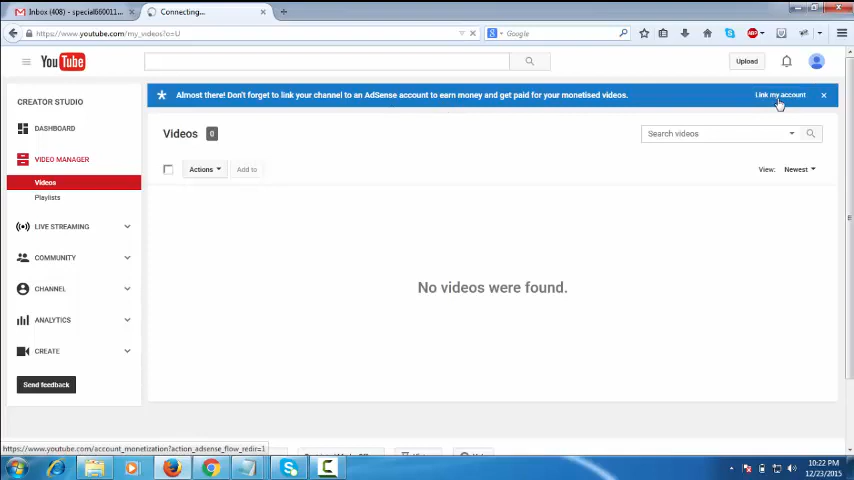 Inbox (408) - special660011...
Connecting...
https://www.youtube.com/my_videos?o=U
Google
ABP
YouTube
Upload
CREATOR STUDIO
Almost there! Don't forget to link your channel to an AdSense account to earn money and get paid for your monetised videos.
Link my account
DASHBOARD
Videos 0
Search videos
VIDEO MANAGER
Actions
Add to
View: Newest
Videos
Playlists
LIVE STREAMING
COMMUNITY
CHANNEL
No videos were found.
ANALYTICS
CREATE
Send feedback
https://www.youtube.com/account_monetization?action_adsense_flow_redir=1
10:22 PM
12/23/2015